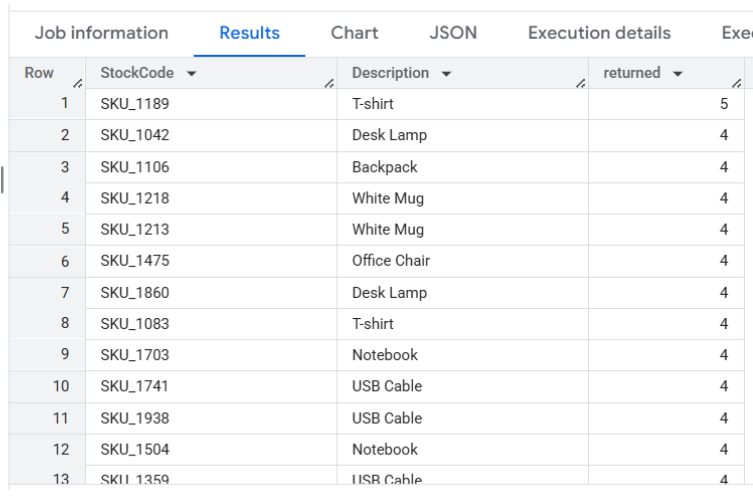 Job information Results Chart JSON Execution details Exe
Row StockCode Description returned
1 SKU_1189 T-shirt 5
2 SKU_1042 Desk Lamp 4
3 SKU_1106 Backpack 4
4 SKU_1218 White Mug 4
5 SKU_1213 White Mug 4
6 SKU_1475 Office Chair 4
7 SKU_1860 Desk Lamp 4
8 SKU_1083 T-shirt 4
9 SKU_1703 Notebook 4
10 SKU_1741 USB Cable 4
11 SKU_1938 USB Cable 4
12 SKU_1504 Notebook 4
13 SKU_1359 USB Cable 4